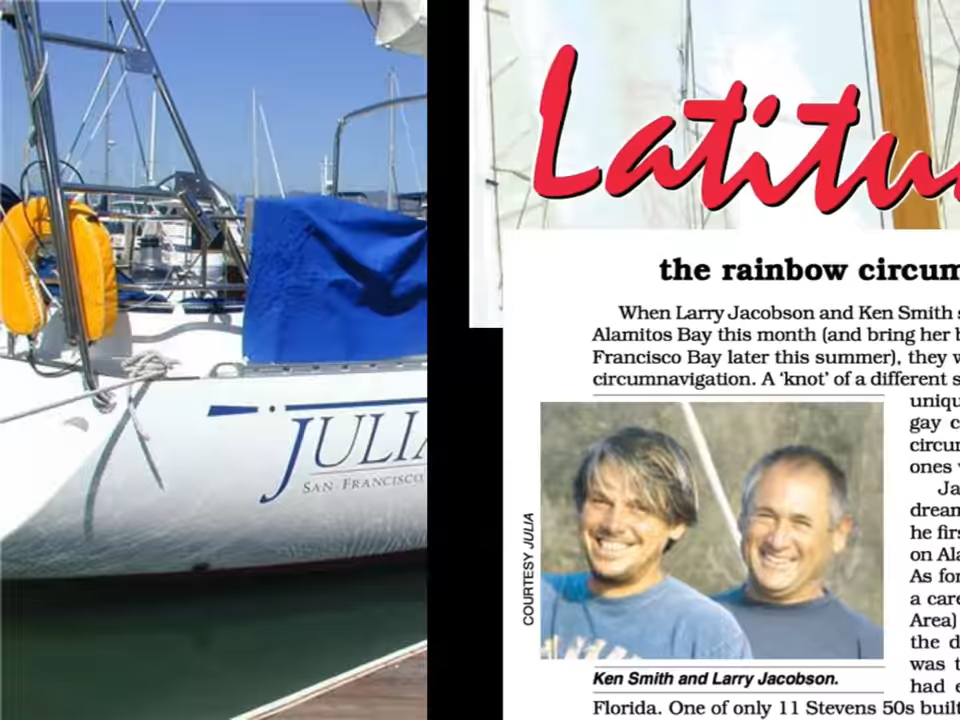 JULIA
SAN FRANCISCO
Latitu
the rainbow circum
When Larry Jacobson and Ken Smith s
Alamitos Bay this month (and bring her b
Francisco Bay later this summer), they w
circumnavigation. A ‘knot’ of a different s
uniqu
gay c
circum
ones
Ja
dream
he firs
on Ala
As for
a care
Area)
the d
was t
had e
COURTESY JULIA
Ken Smith and Larry Jacobson.
Florida. One of only 11 Stevens 50s built